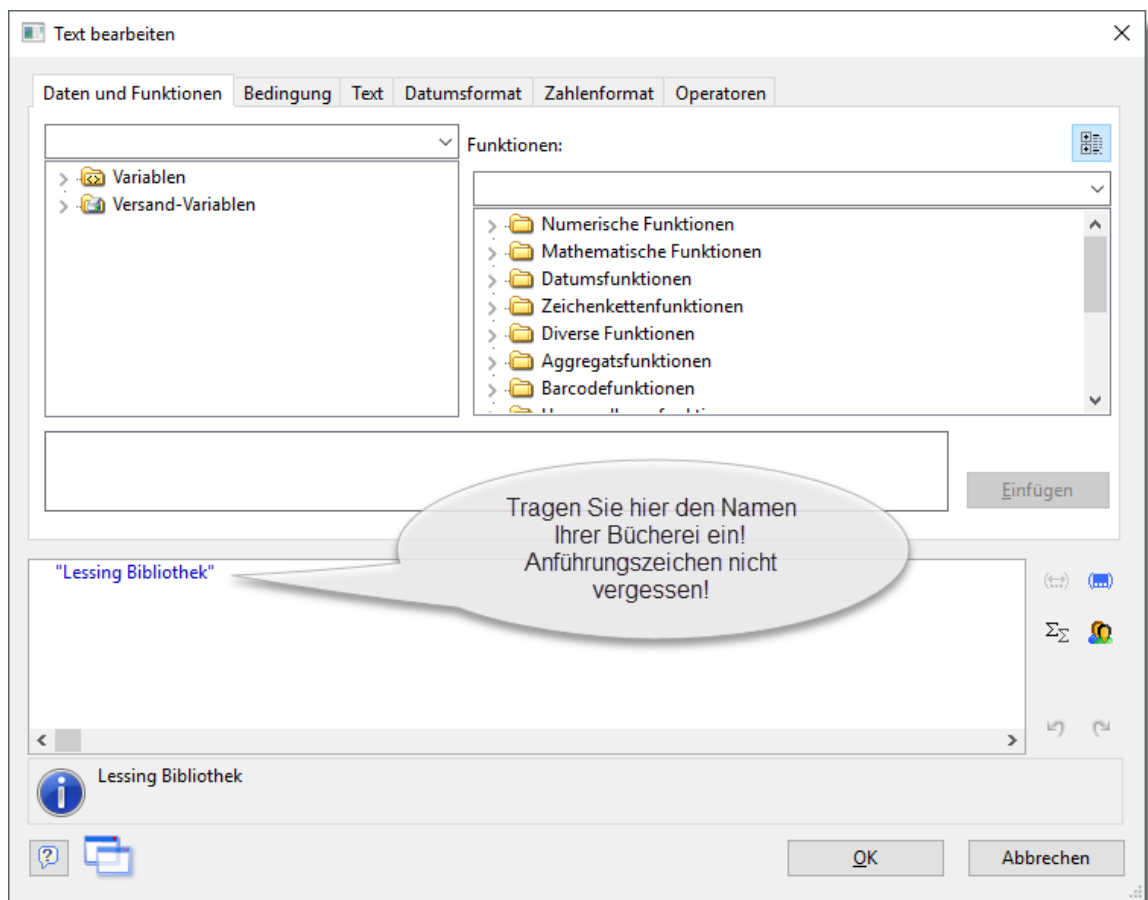 Text bearbeiten
Daten und Funktionen
Bedingung
Text
Datumsformat
Zahlenformat
Operatoren
Funktionen:
Variablen
Versand-Variablen
Numerische Funktionen
Mathematische Funktionen
Datumsfunktionen
Zeichenkettenfunktionen
Diverse Funktionen
Aggregatsfunktionen
Barcodefunktionen
Einfügen
Tragen Sie hier den Namen
Ihrer Bücherei ein!
Anführungszeichen nicht
vergessen!
"Lessing Bibliothek"
Lessing Bibliothek
OK
Abbrechen